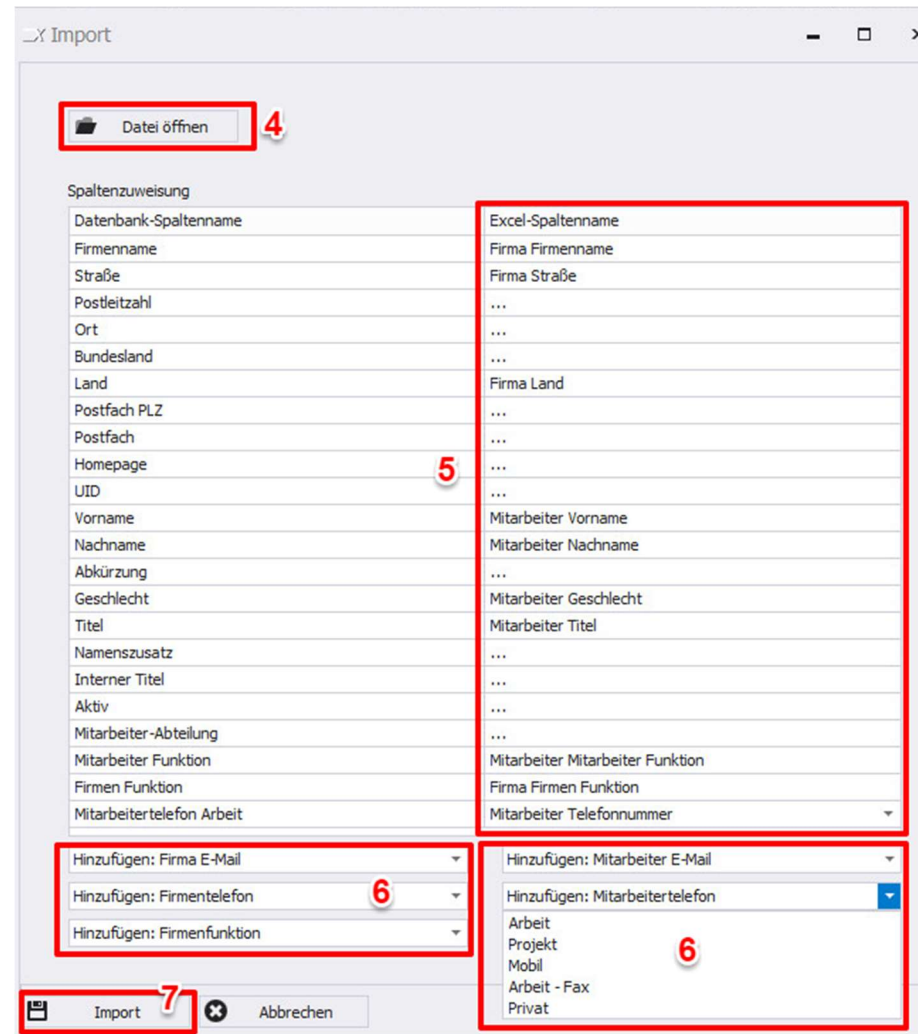 Import
Datei öffnen 4
Spaltenzuweisung
Datenbank-Spaltenname Excel-Spaltenname
Firmenname Firma Firmenname
Straße Firma Straße
Postleitzahl ...
Ort ...
Bundesland ...
Land Firma Land
Postfach PLZ ...
Postfach ...
Homepage 5 ...
UID ...
Vorname Mitarbeiter Vorname
Nachname Mitarbeiter Nachname
Abkürzung ...
Geschlecht Mitarbeiter Geschlecht
Titel Mitarbeiter Titel
Namenszusatz ...
Interner Titel ...
Aktiv ...
Mitarbeiter-Abteilung ...
Mitarbeiter Funktion Mitarbeiter Mitarbeiter Funktion
Firmen Funktion Firma Firmen Funktion
Mitarbeitertelefon Arbeit Mitarbeiter Telefonnummer
Hinzufügen: Firma E-Mail Hinzufügen: Mitarbeiter E-Mail
Hinzufügen: Firmentelefon 6 Hinzufügen: Mitarbeitertelefon
Hinzufügen: Firmenfunktion Arbeit
Projekt
Mobil 6
Arbeit - Fax
Privat
Import 7 Abbrechen